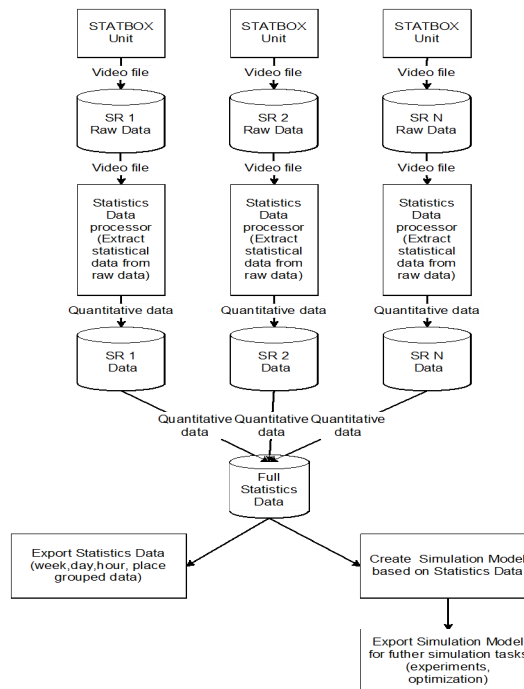 STATBOX
Unit
STATBOX
Unit
STATBOX
Unit
Video file
Video file
Video file
SR 1
Raw Data
SR 2
Raw Data
SR N
Raw Data
Video file
Video file
Video file
Statistics
Data
processor
(Extract
statistical
data from
raw data)
Statistics
Data
processor
(Extract
statistical
data from
raw data)
Statistics
Data
processor
(Extract
statistical
data from
raw data)
Quantitative data
Quantitative data
Quantitative data
SR 1
Data
SR 2
Data
SR N
Data
Quantitative
data
Quantitative
data
Quantitative
data
Full
Statistics
Data
Export Statistics Data
(week,day,hour, place
grouped data)
Create Simulation Model
based on Statistics Data
Export Simulation Model
for futher simulation tasks
(experiments,
optimization)